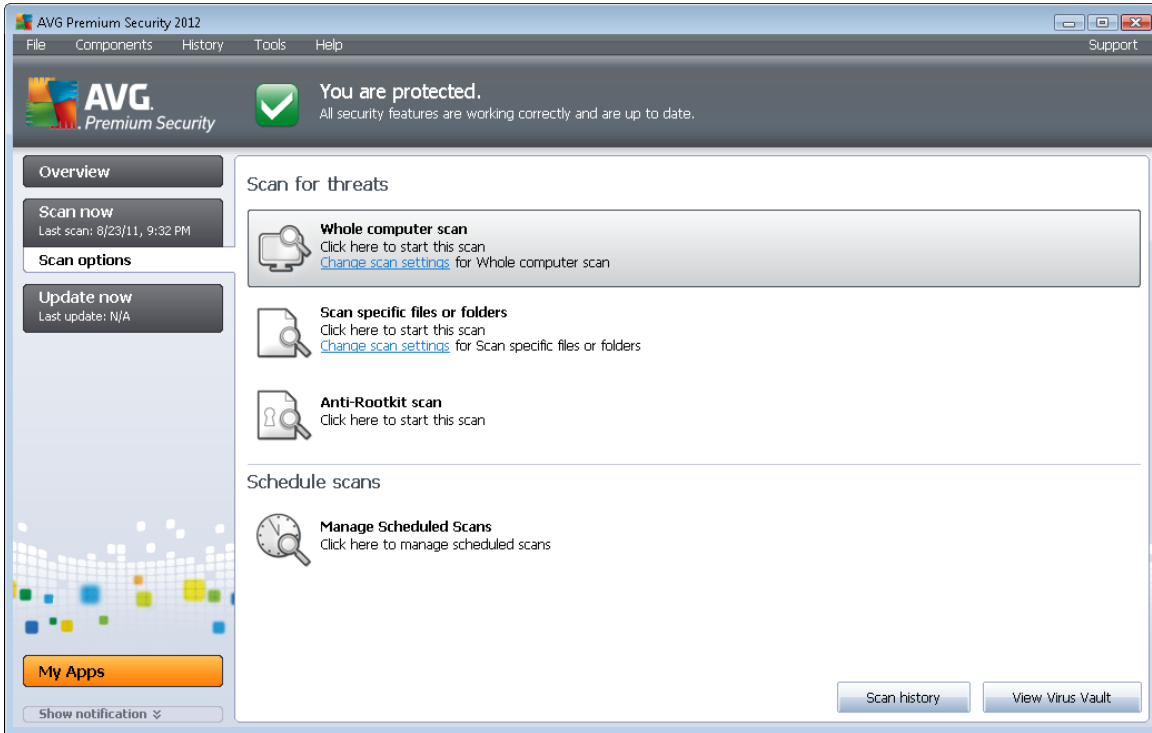 AVG Premium Security 2012
File Components History Tools Help Support
AVG.
Premium Security
You are protected.
All security features are working correctly and are up to date.
Overview
Scan now
Last scan: 8/23/11, 9:32 PM
Scan options
Update now
Last update: N/A
My Apps
Show notification
Scan for threats
Whole computer scan
Click here to start this scan
Change scan settings for Whole computer scan
Scan specific files or folders
Click here to start this scan
Change scan settings for Scan specific files or folders
Anti-Rootkit scan
Click here to start this scan
Schedule scans
Manage Scheduled Scans
Click here to manage scheduled scans
Scan history View Virus Vault